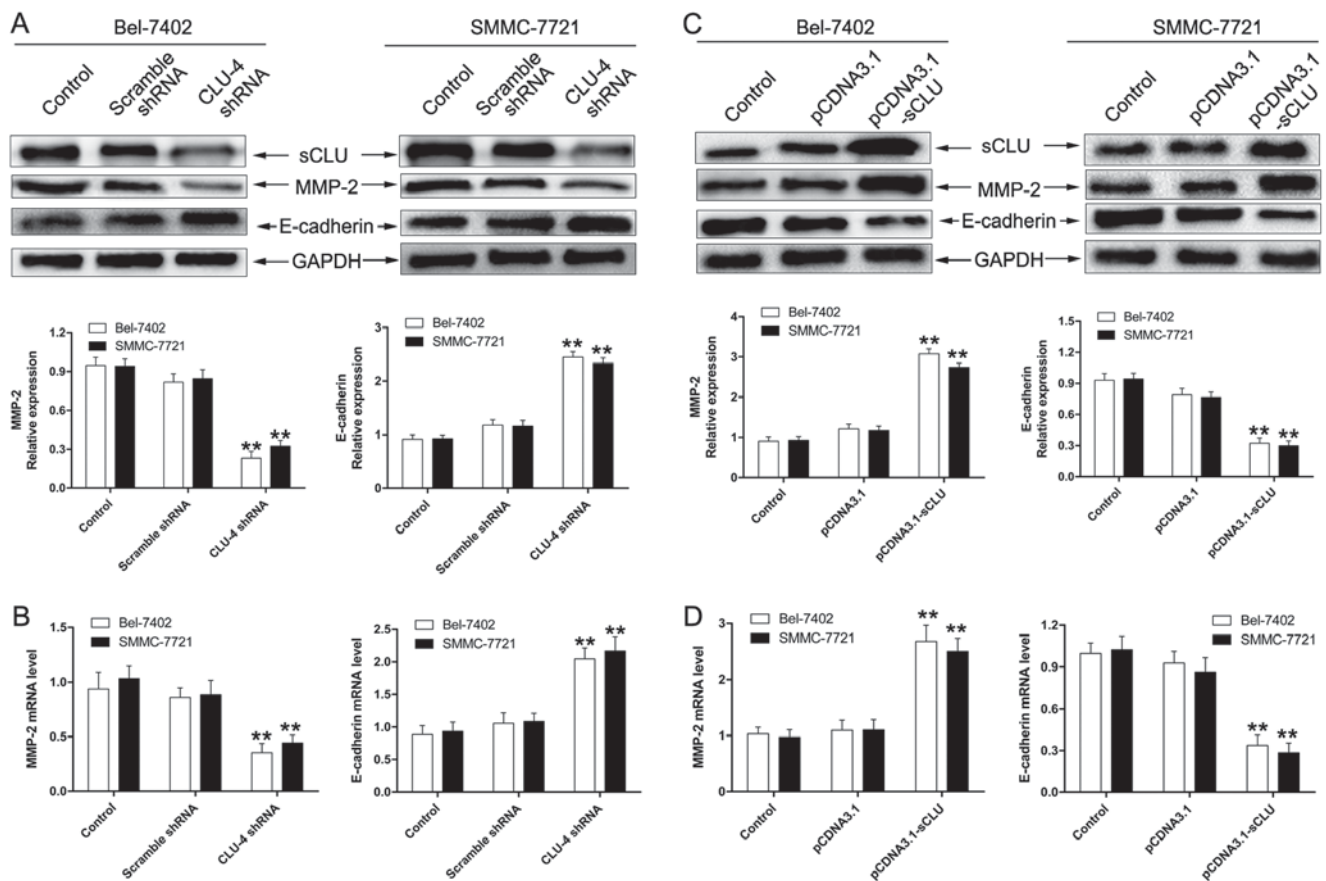 A
Bel-7402
SMMC-7721
Control
Scramble
shRNA
CLU-4
shRNA
Control
Scramble
shRNA
CLU-4
shRNA
sCLU
MMP-2
E-cadherin
GAPDH
C
Bel-7402
SMMC-7721
Control
pCDNA3.1
pCDNA3.1
-sCLU
Control
pCDNA3.1
pCDNA3.1
-sCLU
sCLU
MMP-2
E-cadherin
GAPDH
MMP-2
Relative expression
1.2
0.9
0.6
0.3
0.0
Bel-7402
SMMC-7721
** **
Control
Scramble shRNA
CLU-4 shRNA
E-cadherin
Relative expression
3
2
1
0
Bel-7402
SMMC-7721
** **
Control
Scramble shRNA
CLU-4 shRNA
MMP-2
Relative expression
4
3
2
1
0
Bel-7402
SMMC-7721
** **
Control
pCDNA3.1
pCDNA3.1-sCLU
E-cadherin
Relative expression
1.5
1.2
0.9
0.6
0.3
0.0
Bel-7402
SMMC-7721
** **
Control
pCDNA3.1
pCDNA3.1-sCLU
B
MMP-2 mRNA level
1.5
1.0
0.5
0.0
Bel-7402
SMMC-7721
** **
Control
Scramble shRNA
CLU-4 shRNA
E-cadherin mRNA level
2.5
2.0
1.5
1.0
0.5
0.0
Bel-7402
SMMC-7721
** **
Control
Scramble shRNA
CLU-4 shRNA
D
MMP-2 mRNA level
3
2
1
0
Bel-7402
SMMC-7721
** **
Control
pCDNA3.1
pCDNA3.1-sCLU
E-cadherin mRNA level
1.2
0.9
0.6
0.3
0.0
Bel-7402
SMMC-7721
** **
Control
pCDNA3.1
pCDNA3.1-sCLU